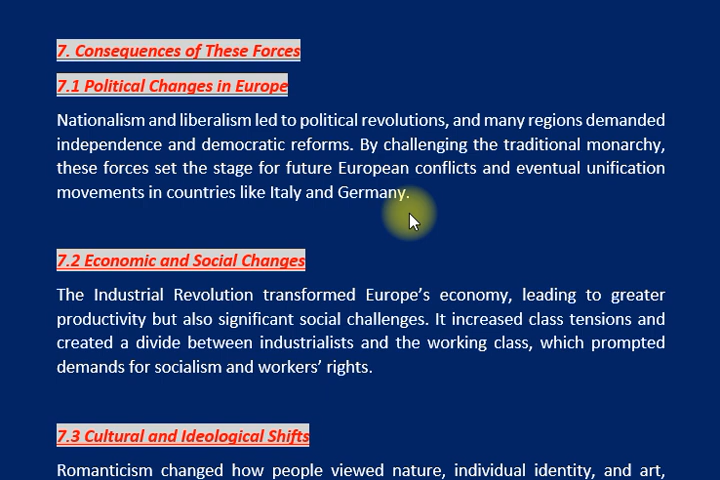 7. Consequences of These Forces
7.1 Political Changes in Europe
Nationalism and liberalism led to political revolutions, and many regions demanded
independence and democratic reforms. By challenging the traditional monarchy,
these forces set the stage for future European conflicts and eventual unification
movements in countries like Italy and Germany.
7.2 Economic and Social Changes
The Industrial Revolution transformed Europe’s economy, leading to greater
productivity but also significant social challenges. It increased class tensions and
created a divide between industrialists and the working class, which prompted
demands for socialism and workers’ rights.
7.3 Cultural and Ideological Shifts
Romanticism changed how people viewed nature, individual identity, and art,